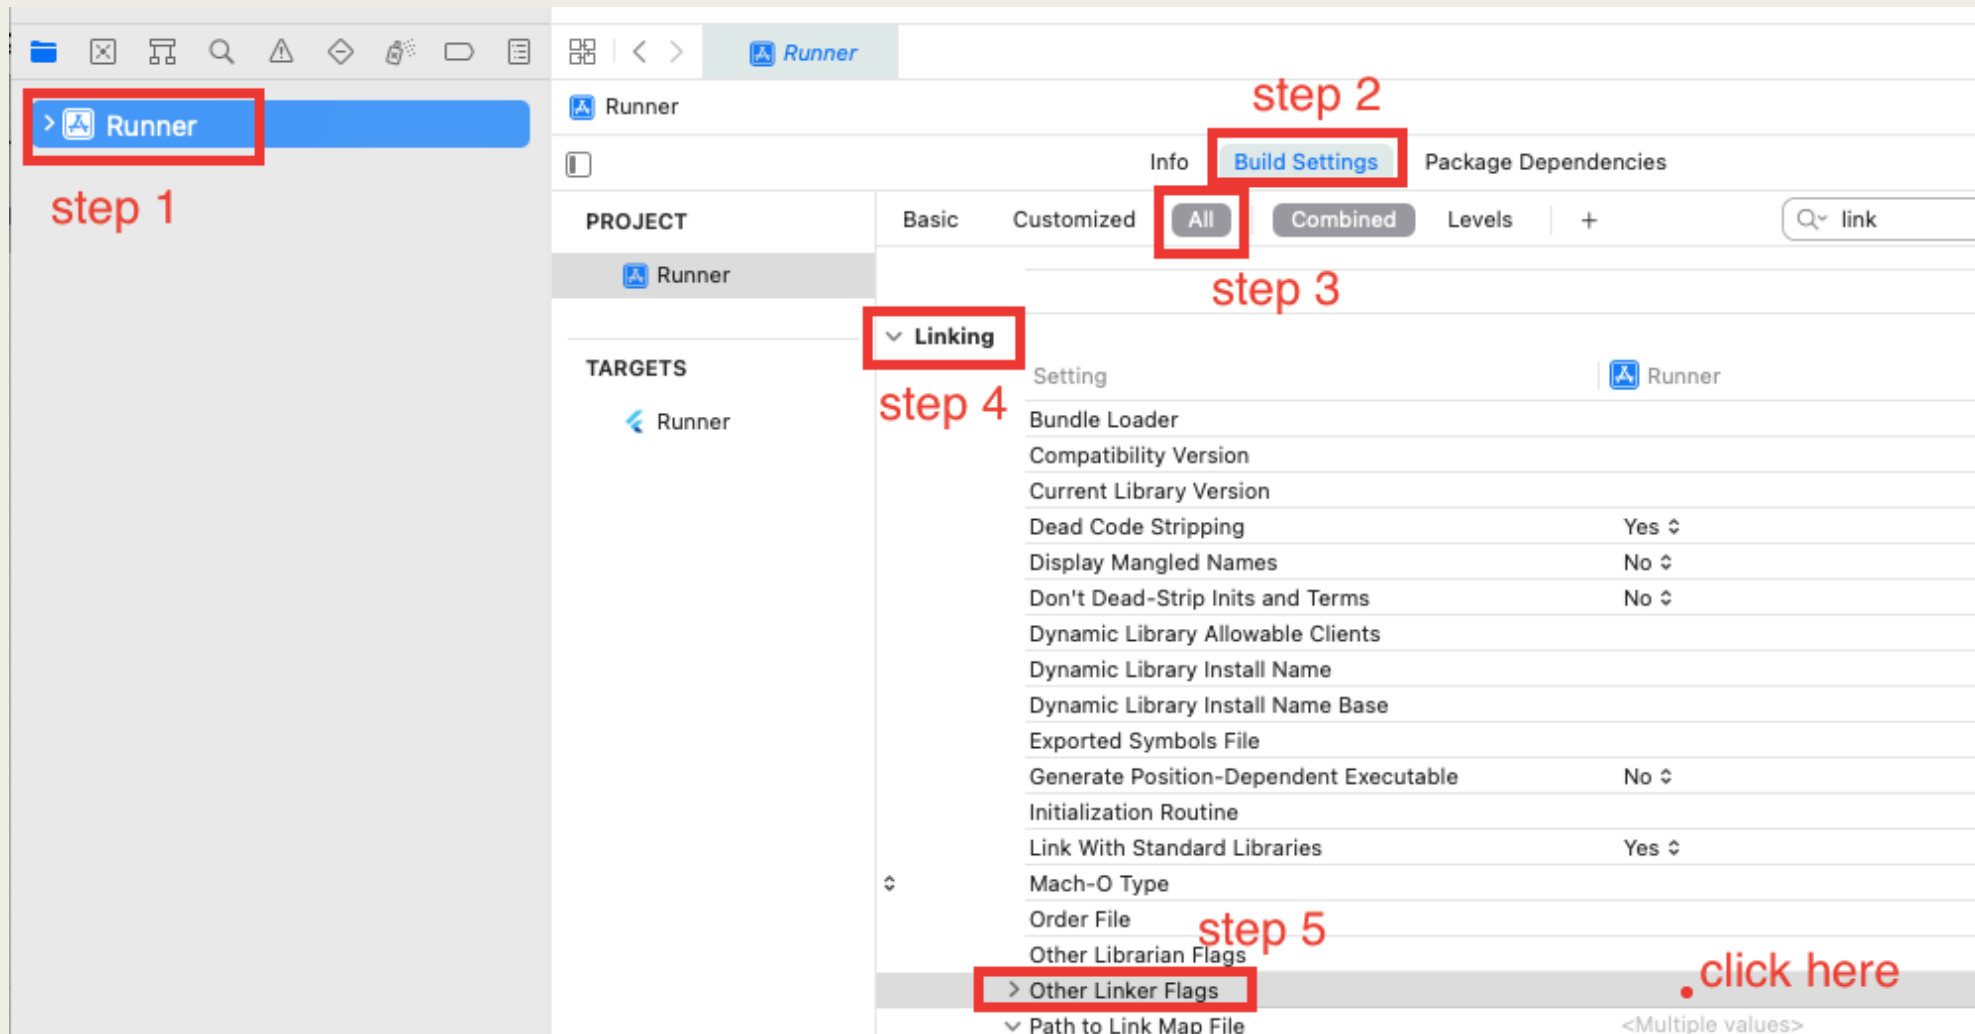 Runner
Runner
step 2
Runner
step 1
Info
Build Settings
Package Dependencies
PROJECT
Basic
Customized
All
Combined
Levels
+
link
Runner
step 3
Linking
TARGETS
Setting
Runner
step 4
Runner
Bundle Loader
Compatibility Version
Current Library Version
Dead Code Stripping
Yes
Display Mangled Names
No
Don't Dead-Strip Inits and Terms
No
Dynamic Library Allowable Clients
Dynamic Library Install Name
Dynamic Library Install Name Base
Exported Symbols File
Generate Position-Dependent Executable
No
Initialization Routine
Link With Standard Libraries
Yes
Mach-O Type
Order File
step 5
Other Librarian Flags
click here
Other Linker Flags
Path to Link Map File
<Multiple values>